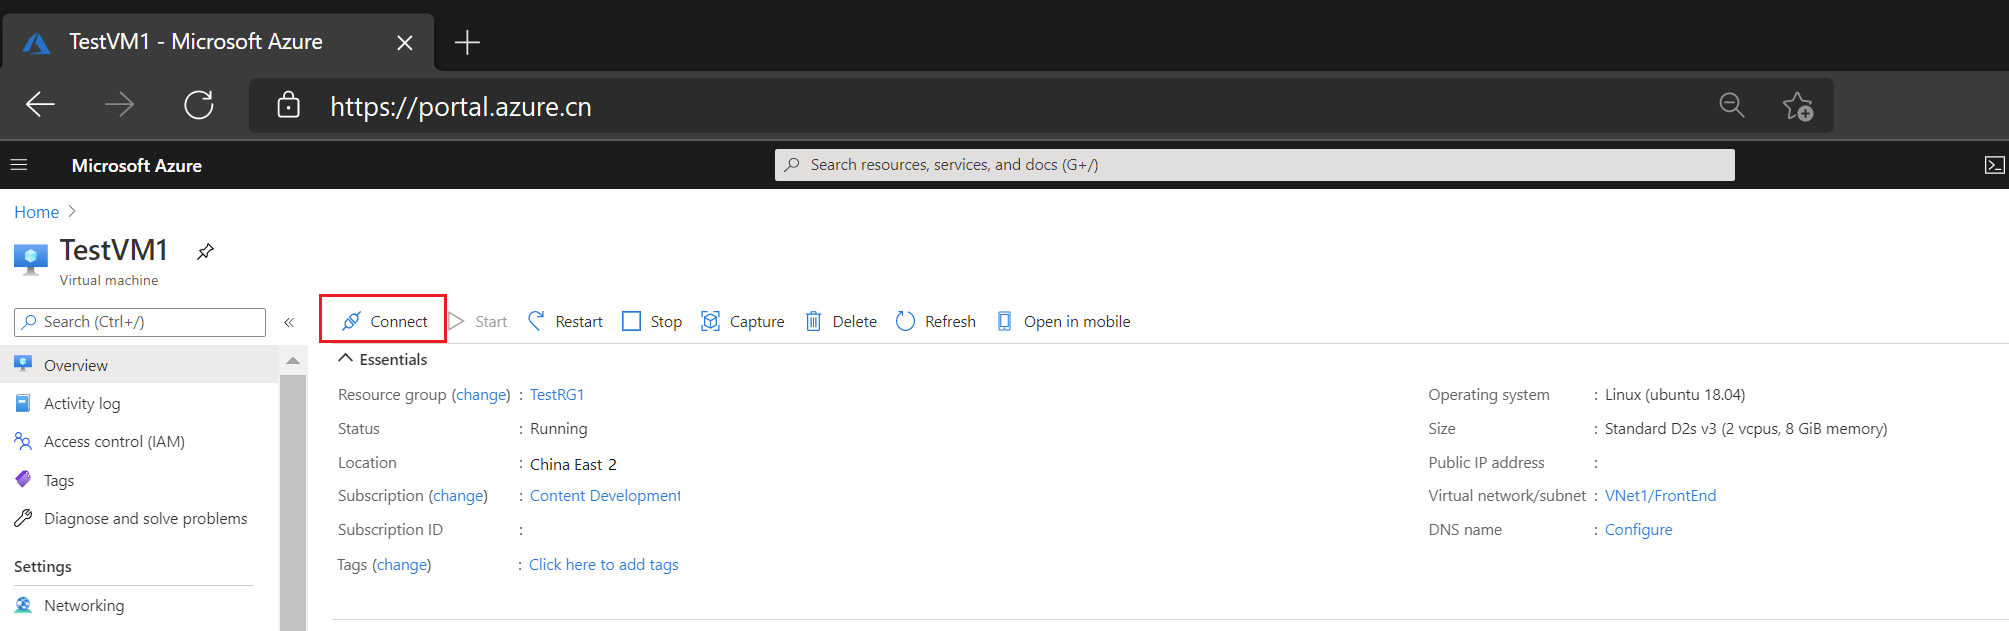 TestVM1 - Microsoft Azure
https://portal.azure.cn
Microsoft Azure
Search resources, services, and docs (G+/)
Home
TestVM1
Virtual machine
Search (Ctrl+/)
«
Connect
Start
Restart
Stop
Capture
Delete
Refresh
Open in mobile
Overview
Activity log
Access control (IAM)
Tags
Diagnose and solve problems
Settings
Networking
Essentials
Resource group (change) : TestRG1
Status : Running
Location : China East 2
Subscription (change) : Content Development
Subscription ID :
Tags (change) : Click here to add tags
Operating system : Linux (ubuntu 18.04)
Size : Standard D2s v3 (2 vcpus, 8 GiB memory)
Public IP address :
Virtual network/subnet : VNet1/FrontEnd
DNS name : Configure